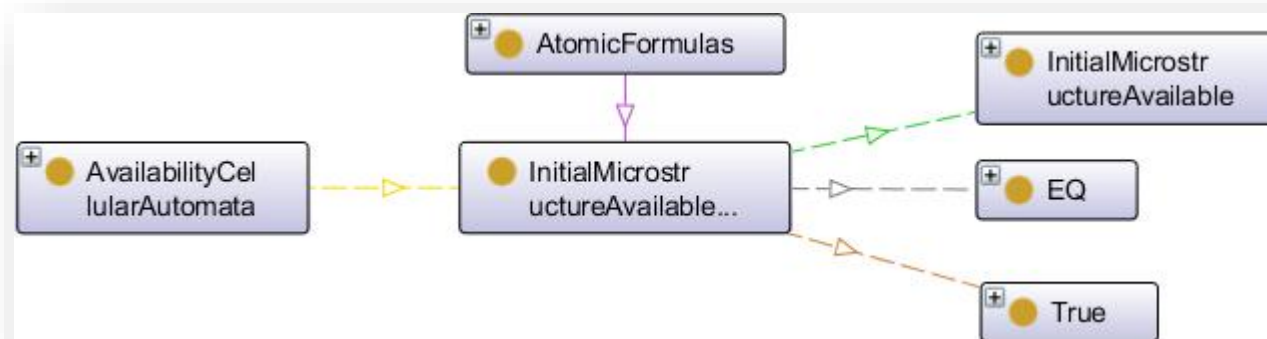 AtomicFormulas
InitialMicrostr
uctureAvailable
AvailabilityCel
lularAutomata
InitialMicrostr
uctureAvailable...
EQ
True